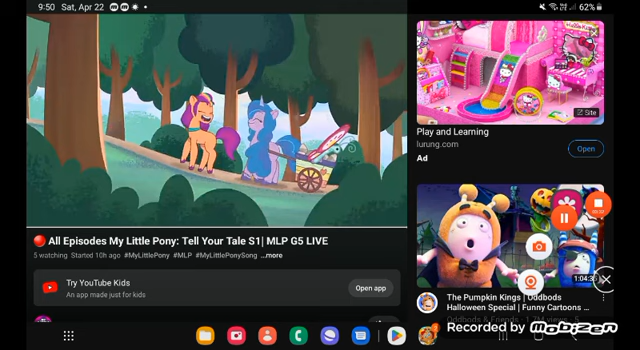 9:50 Sat, Apr 22
62%
Site
Play and Learning
lurung.com
Ad
Open
🔴 All Episodes My Little Pony: Tell Your Tale S1| MLP G5 LIVE
5 watching Started 10h ago #MyLittlePony #MLP #MyLittlePonySong ...more
Try YouTube Kids
An app made just for kids
Open app
1:04:35
The Pumpkin Kings | Oddbods
Halloween Special | Funny Cartoons ...
Oddbods & Friends
Recorded by Mobizen